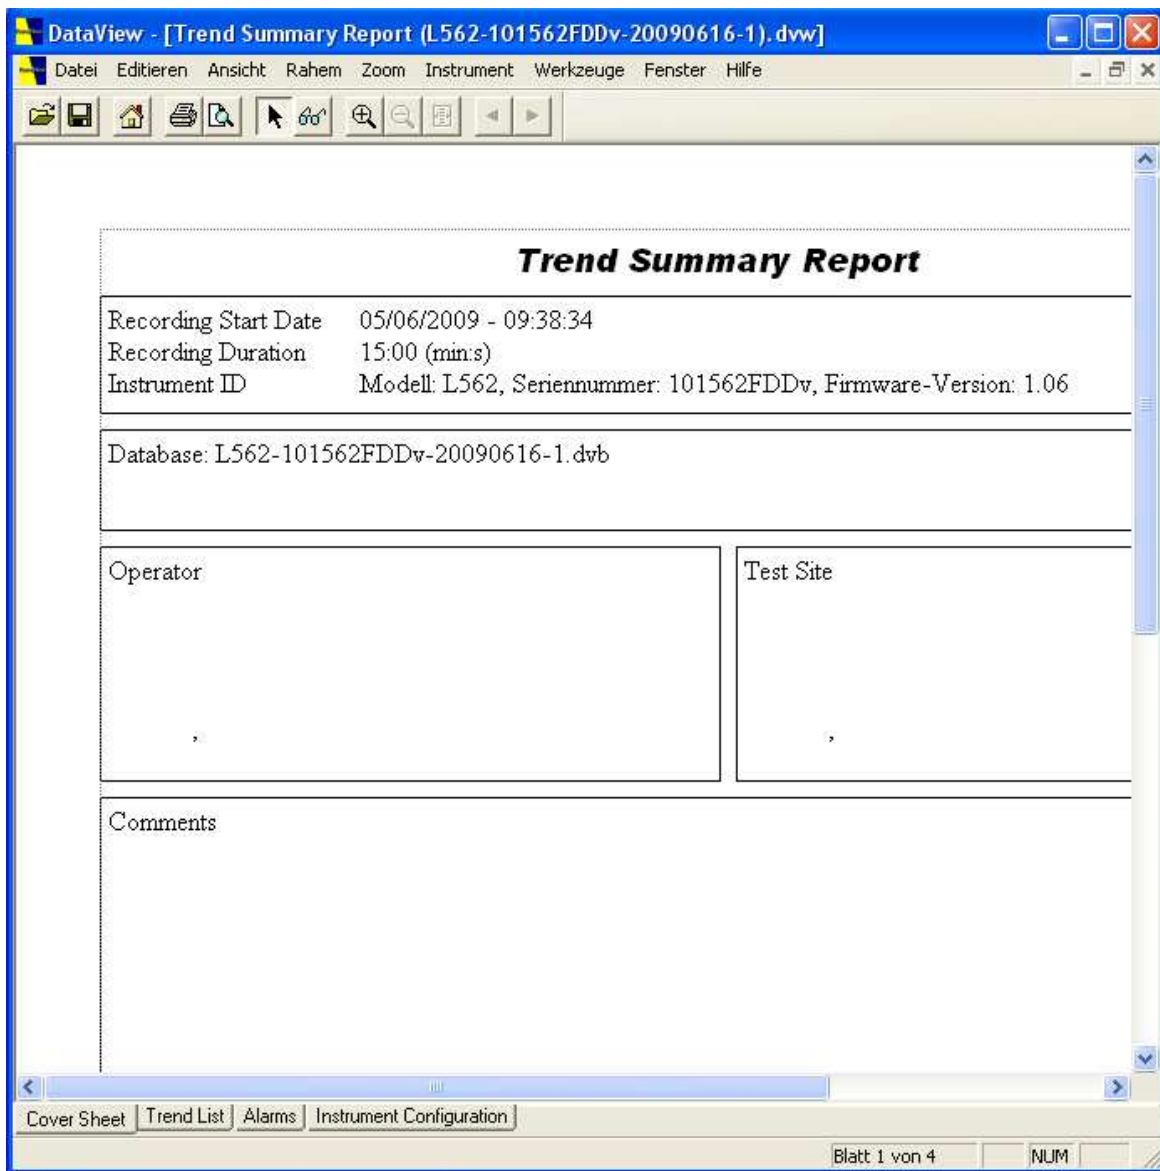 DataView - [Trend Summary Report (L562-101562FDDv-20090616-1).dvw]
Datei Editieren Ansicht Rahem Zoom Instrument Werkzeuge Fenster Hilfe
Trend Summary Report
Recording Start Date 05/06/2009 - 09:38:34
Recording Duration 15:00 (min:s)
Instrument ID Modell: L562, Seriennummer: 101562FDDv, Firmware-Version: 1.06
Database: L562-101562FDDv-20090616-1.dvb
Operator
,
Test Site
,
Comments
Cover Sheet Trend List Alarms Instrument Configuration
Blatt 1 von 4 NUM